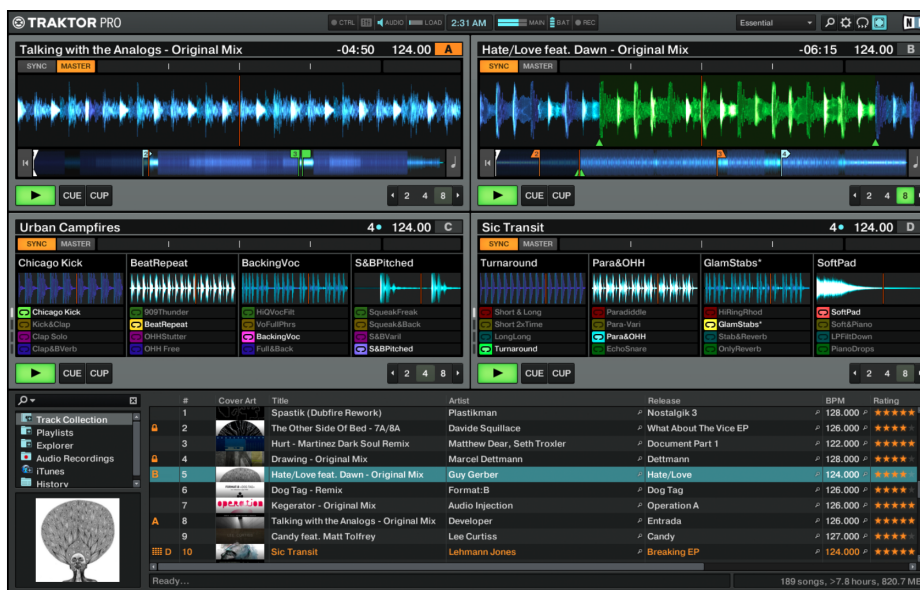 TRAKTOR PRO CTRL AUDIO LOAD 2:31 AM MAIN BAT REC Essential
Talking with the Analogs - Original Mix -04:50 124.00 A
SYNC MASTER
2 3
CUE CUP 2 4 8
Hate/Love feat. Dawn - Original Mix -06:15 124.00 B
SYNC MASTER
2 3 4
CUE CUP 2 4 8
Urban Campfires 4 124.00 C
SYNC MASTER
Chicago Kick BeatRepeat BackingVoc S&BPitched
Chicago Kick 909Thunder HiQVocFilt SqueakFreak
Kick&Clap BeatRepeat VoFullPhrs Squeak&Back
Clap Solo OHHStutter BackingVoc S&BVaril
Clap&BVerb OHH Free Full&Back S&BPitched
CUE CUP 2 4 8
Sic Transit 4 124.00 D
SYNC MASTER
Turnaround Para&OHH GlamStabs* SoftPad
Short & Long Paradiddle HiRingRhod SoftPad
Short 2xTime Para-Vari GlamStabs* Soft&Piano
LongLong Para&OHH Stab&Reverb LPFiltDown
Turnaround EchoSnare OnlyReverb PianoDrops
CUE CUP 2 4 8
Track Collection
Playlists
Explorer
Audio Recordings
iTunes
History
# Cover Art Title Artist Release BPM Rating
1 Spastik (Dubfire Rework) Plastikman Nostalgik 3 128.000
2 The Other Side Of Bed - 7A/8A Davide Squillace What About The Vice EP 126.000
3 Hurt - Martinez Dark Soul Remix Matthew Dear, Seth Troxler Document Part 1 122.000
4 Drawing - Original Mix Marcel Dettmann Dettmann 128.000
B 5 Hate/Love feat. Dawn - Original Mix Guy Gerber Hate/Love 124.000
6 Dog Tag - Remix Format:B Dog Tag 126.000
7 operation Kegerator - Original Mix Audio Injection Operation A 126.000
A 8 Talking with the Analogs - Original Mix Developer Entrada 126.000
9 Candy feat. Matt Tolfrey Lee Curtiss Candy 127.000
D 10 Sic Transit Lehmann Jones Breaking EP 124.000
Ready... 189 songs, >7.8 hours, 820.7 MB